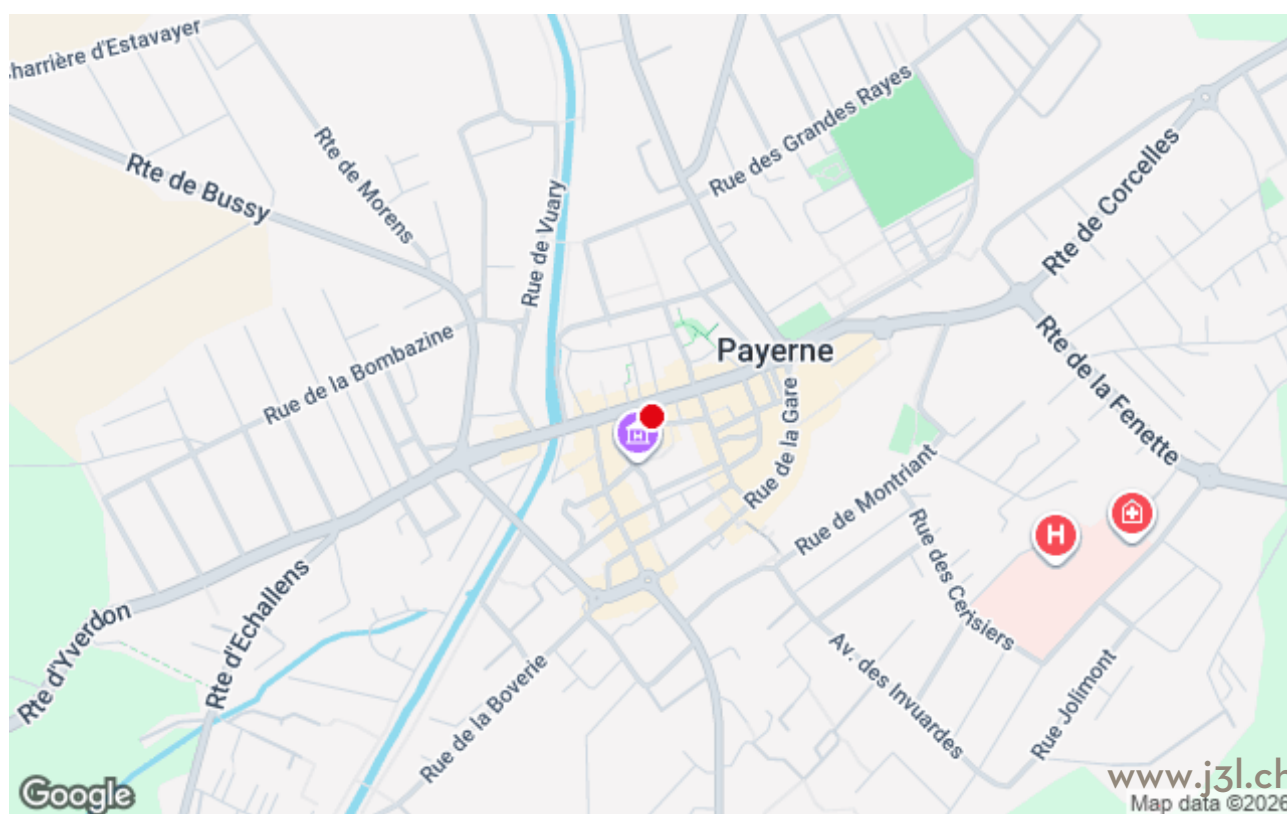 harrière d'Estavayer
Rte de Bussy
Rte de Morens
Rue de Vuary
Rue des Grandes Rayes
Rte de Corcelles
Rue de la Bombazine
Payerne
Rte de la Fenette
Rue de la Gare
Rue de Montriant
H
H
Rue des Cerisiers
Rte d'Yverdon
Rte d'Echallens
Rue de la Boverie
Av. des Invuardes
Rue Jolimont
Google
www.j3l.ch
Map data ©2026